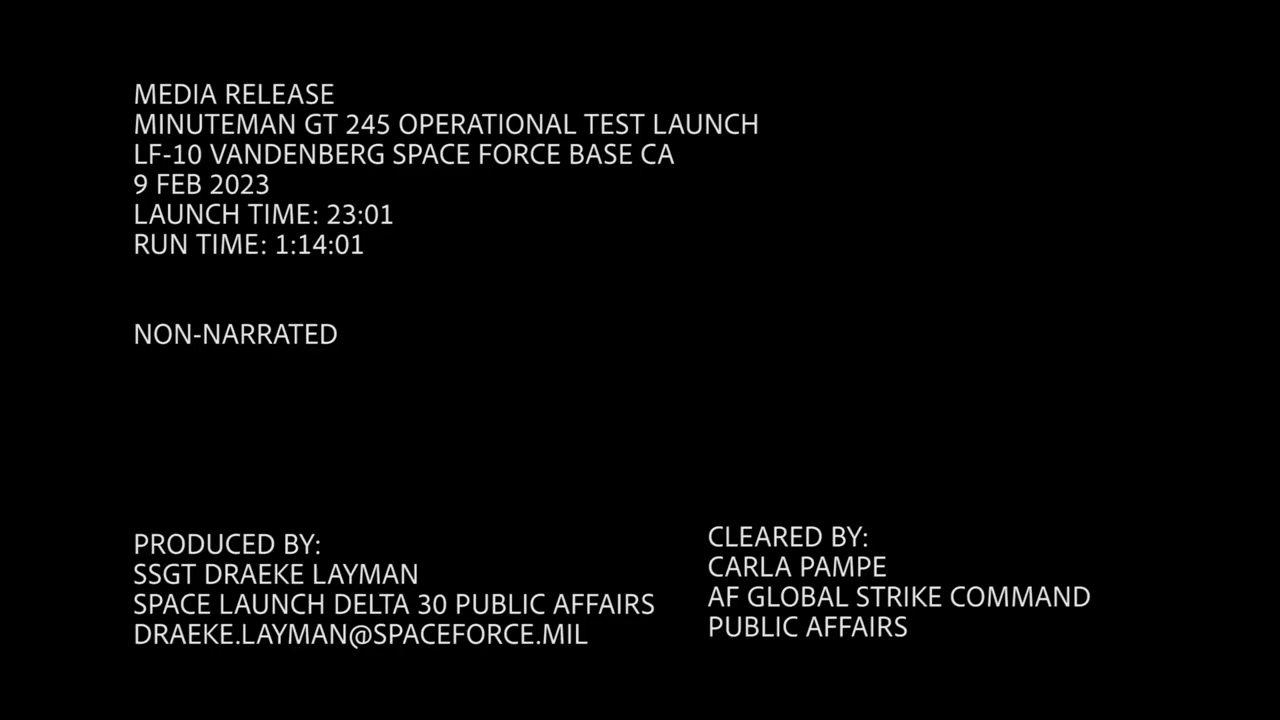 MEDIA RELEASE
MINUTEMAN GT 245 OPERATIONAL TEST LAUNCH
LF-10 VANDENBERG SPACE FORCE BASE CA
9 FEB 2023
LAUNCH TIME: 23:01
RUN TIME: 1:14:01
NON-NARRATED
PRODUCED BY:
SSGT DRAEKE LAYMAN
SPACE LAUNCH DELTA 30 PUBLIC AFFAIRS
DRAEKE.LAYMAN@SPACEFORCE.MIL
CLEARED BY:
CARLA PAMPE
AF GLOBAL STRIKE COMMAND
PUBLIC AFFAIRS